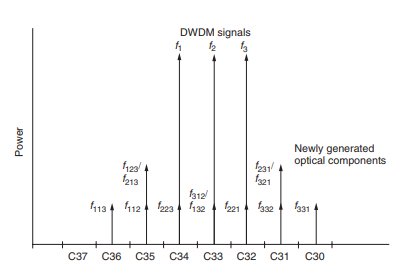 DWDM signals
f1 f2 f3
Power
Newly generated
optical components
f123/
f213
f231/
f321
f312/
f132
f113 f112 f223 f221 f332 f331
C37 C36 C35 C34 C33 C32 C31 C30